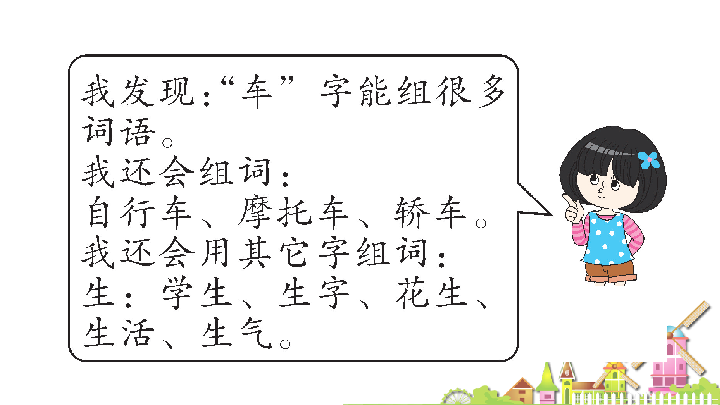 我发现：“车”字能组很多
词语。
我还会组词：
自行车、摩托车、轿车。
我还会用其它字组词：
生：学生、生字、花生、
生活、生气。